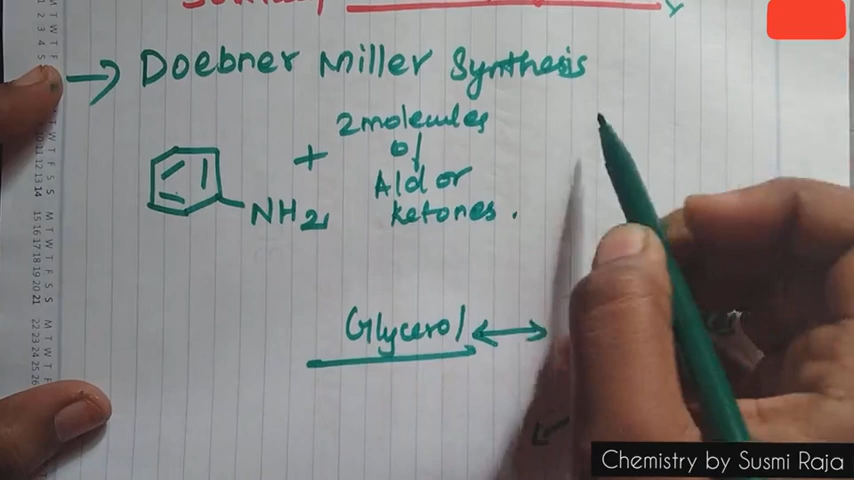 Doebner Miller Synthesis
+
2 molecules
of
Ald or
ketones.
NH2
Glycerol
Chemistry by Susmi Raja